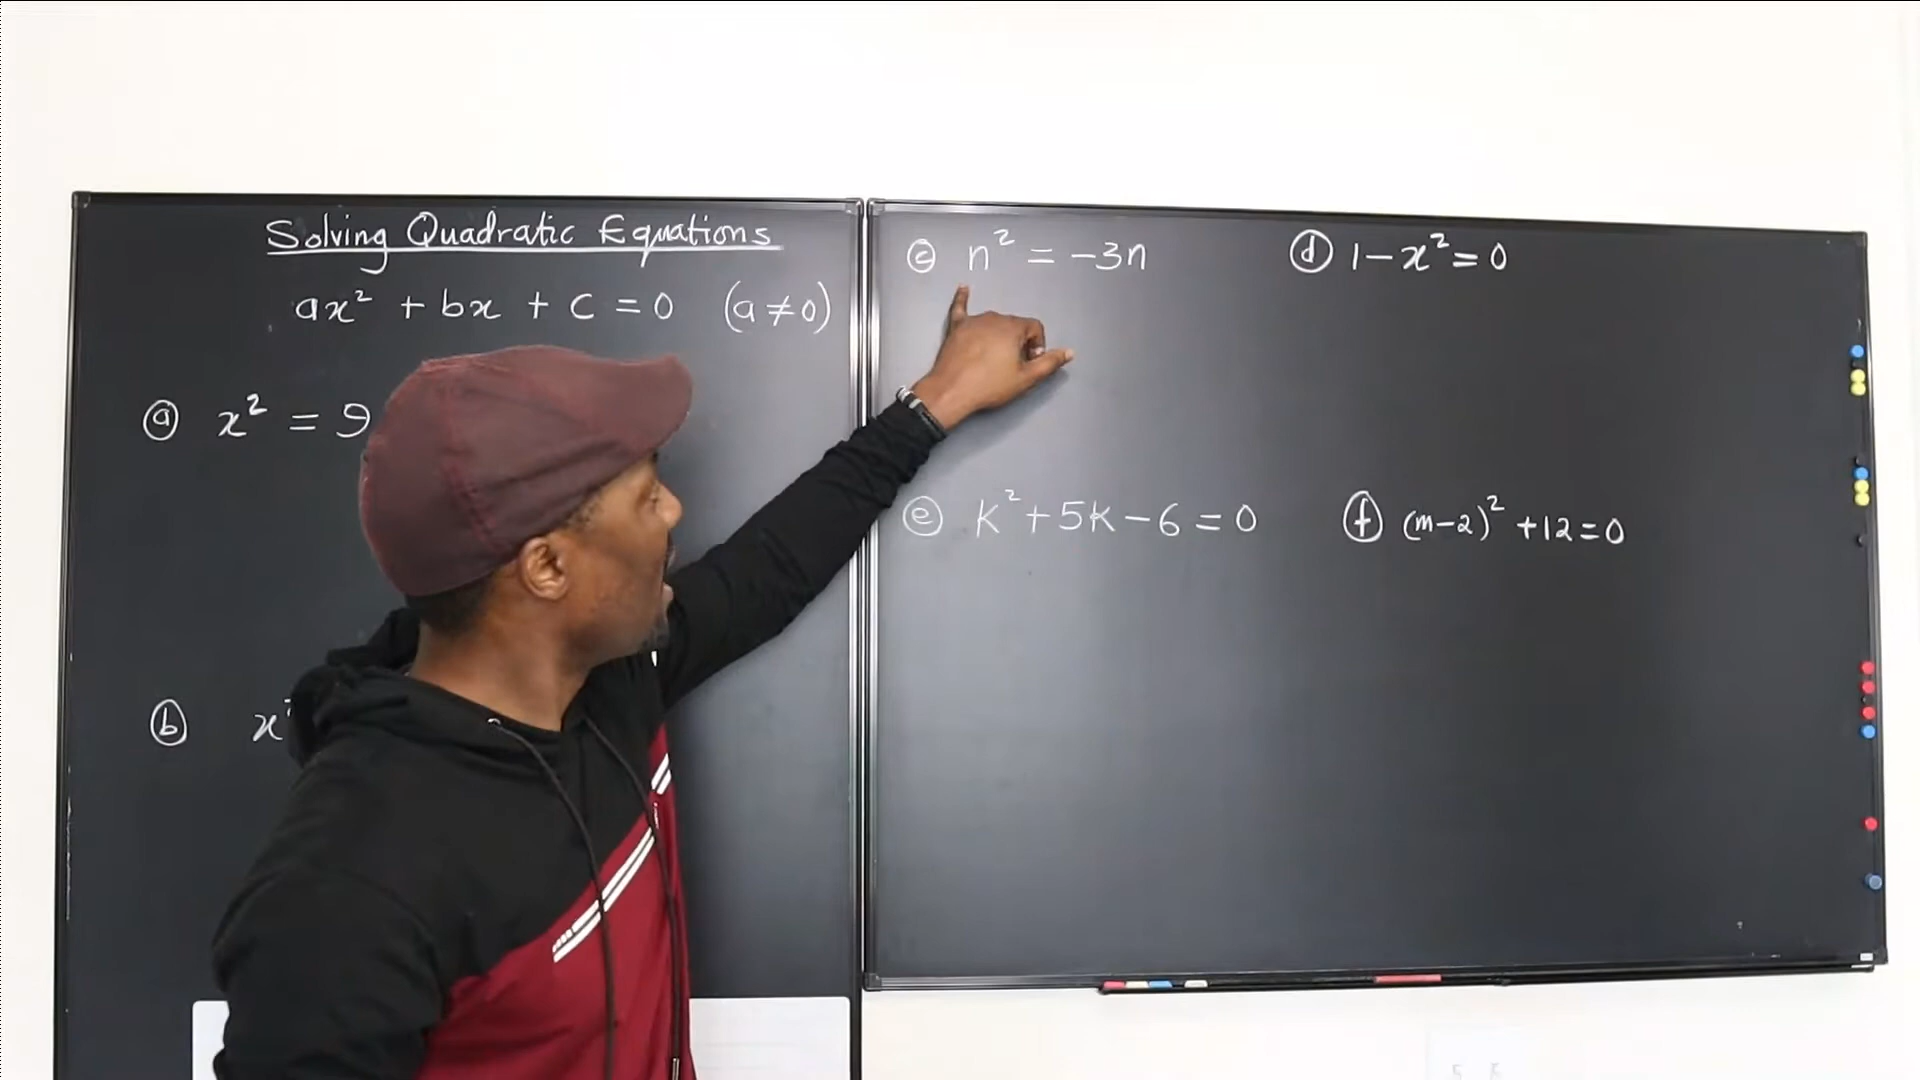 Solving Quadratic Equations
ax² + bx + c = 0 (a ≠ 0)
ⓐ x² = 9
ⓑ x
ⓒ n² = -3n
ⓓ 1 - x² = 0
ⓔ k² + 5k - 6 = 0
ⓕ (m - 2)² + 12 = 0